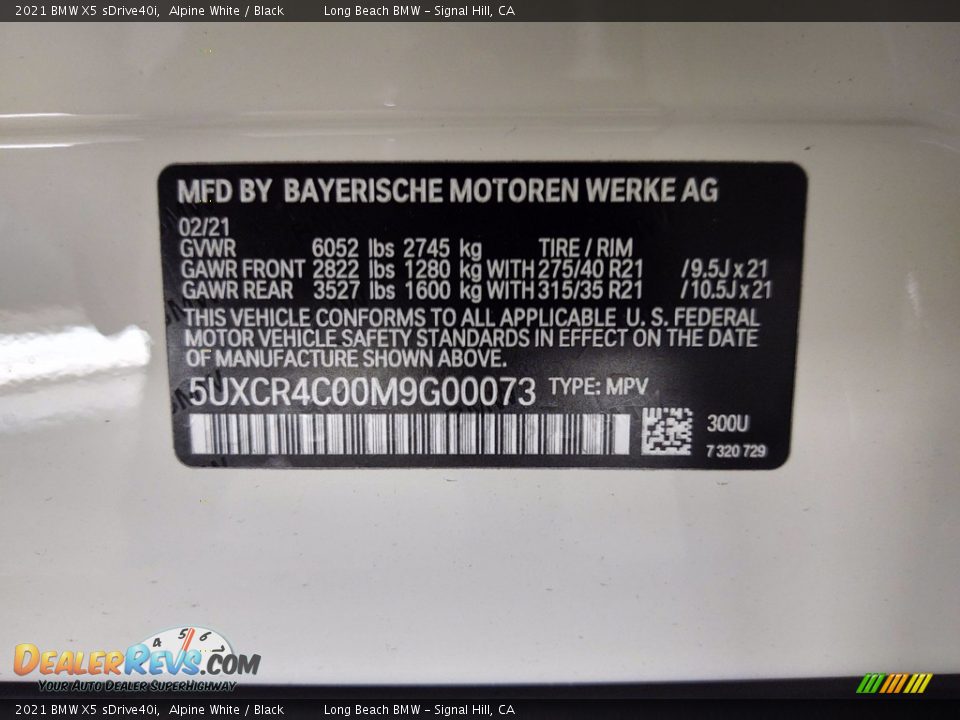 2021 BMW X5 sDrive40i, Alpine White / Black Long Beach BMW - Signal Hill, CA
MFD BY BAYERISCHE MOTOREN WERKE AG
02/21
GVWR 6052 lbs 2745 kg TIRE / RIM
GAWR FRONT 2822 lbs 1280 kg WITH 275/40 R21 /9.5J x 21
GAWR REAR 3527 lbs 1600 kg WITH 315/35 R21 /10.5J x 21
THIS VEHICLE CONFORMS TO ALL APPLICABLE U. S. FEDERAL
MOTOR VEHICLE SAFETY STANDARDS IN EFFECT ON THE DATE
OF MANUFACTURE SHOWN ABOVE.
5UXCR4C00M9G00073 TYPE: MPV
300U
7 320 729
4 5 6
DEALERREVS.COM
YOUR AUTO DEALER SUPERHIGHWAY
2021 BMW X5 sDrive40i, Alpine White / Black Long Beach BMW - Signal Hill, CA